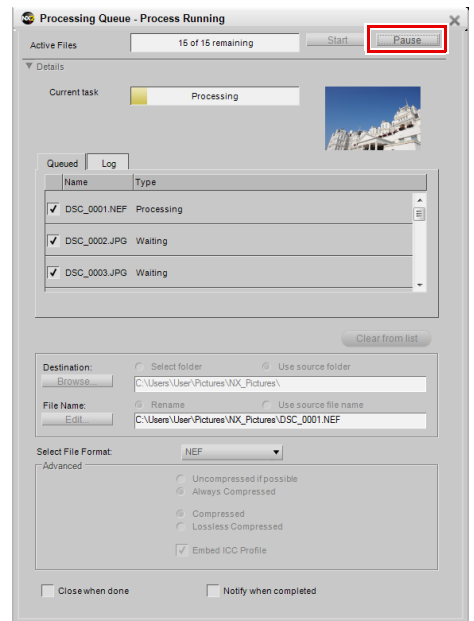 Processing Queue - Process Running
Active Files 15 of 15 remaining Start Pause
Details
Current task Processing
Queued Log
Name Type
DSC_0001.NEF Processing
DSC_0002.JPG Waiting
DSC_0003.JPG Waiting
Clear from list
Destination: Select folder Use source folder
Browse... C:\Users\User\Pictures\NX_Pictures\
File Name: Rename Use source file name
Edit... C:\Users\User\Pictures\NX_Pictures\DSC_0001.NEF
Select File Format: NEF
Advanced
Uncompressed if possible
Always Compressed
Compressed
Lossless Compressed
Embed ICC Profile
Close when done Notify when completed